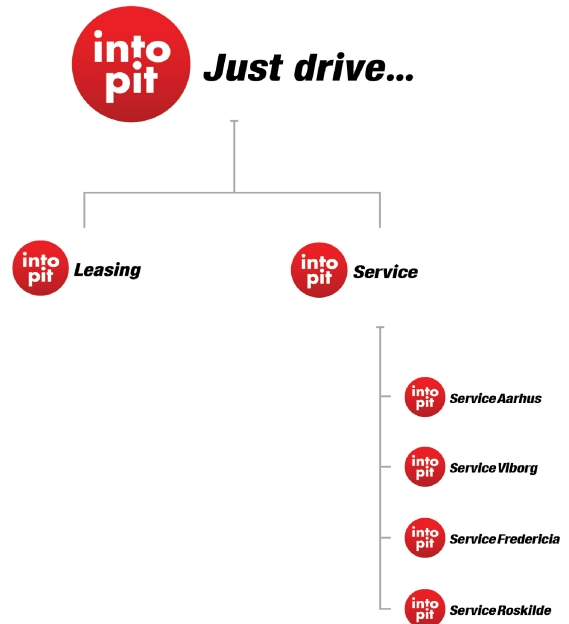 into
pit
Just drive...
into
pit
Leasing
into
pit
Service
into
pit
Service Aarhus
into
pit
Service Viborg
into
pit
Service Fredericia
into
pit
Service Roskilde